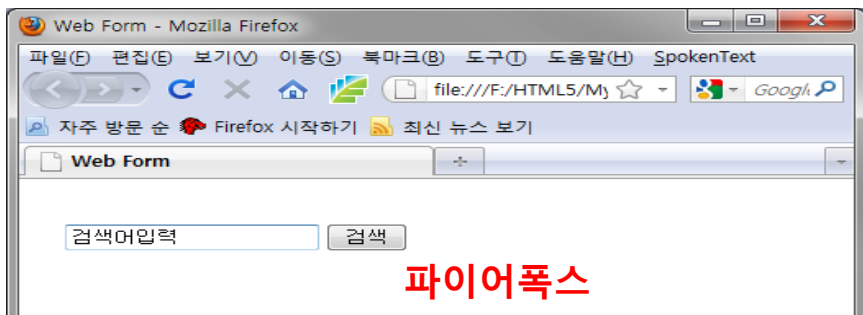 Web Form - Mozilla Firefox
파일(F) 편집(E) 보기(V) 이동(S) 북마크(B) 도구(T) 도움말(H) SpokenText
file:///F:/HTML5/My Googl
자주 방문 순 Firefox 시작하기 최신 뉴스 보기
Web Form
검색어입력 검색
파이어폭스